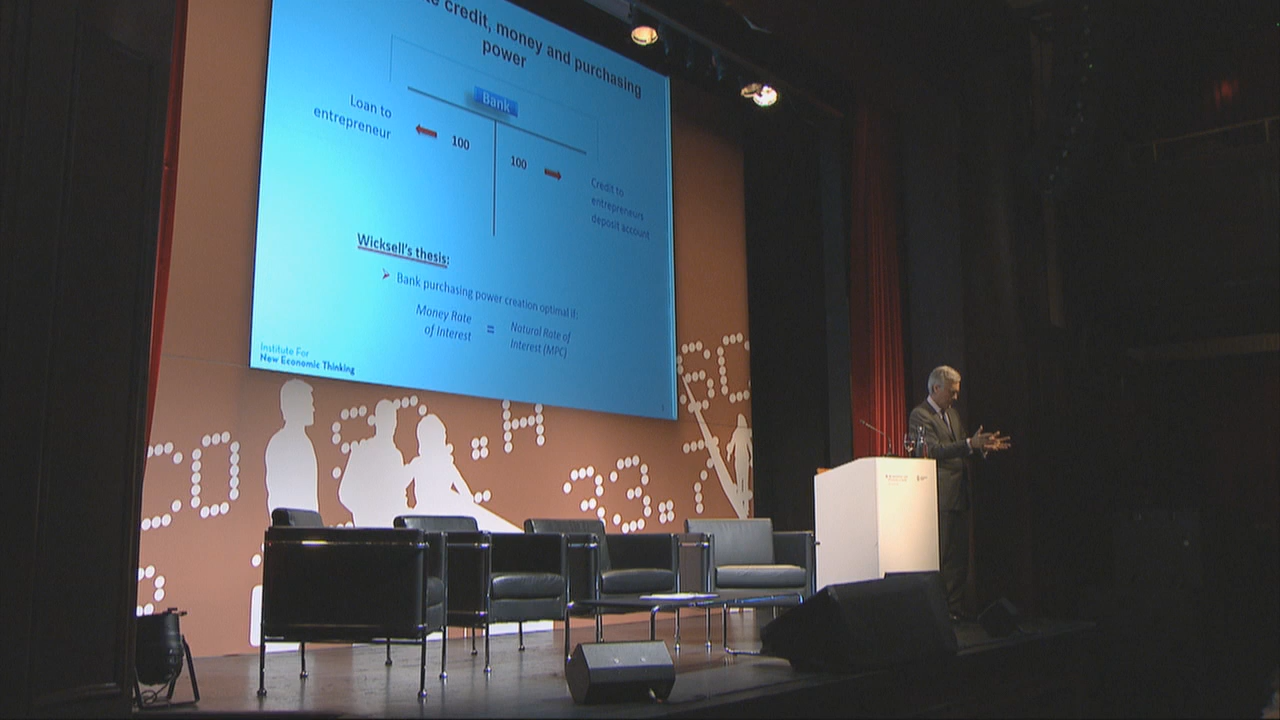 credit, money and purchasing
power
Bank
Loan to
entrepreneur
100
100
Credit to
entrepreneurs
deposit account
Wicksell's thesis:
➢ Bank purchasing power creation optimal if:
Money Rate
of Interest
=
Natural Rate of
Interest (MPC)
Institute For
New Economic Thinking